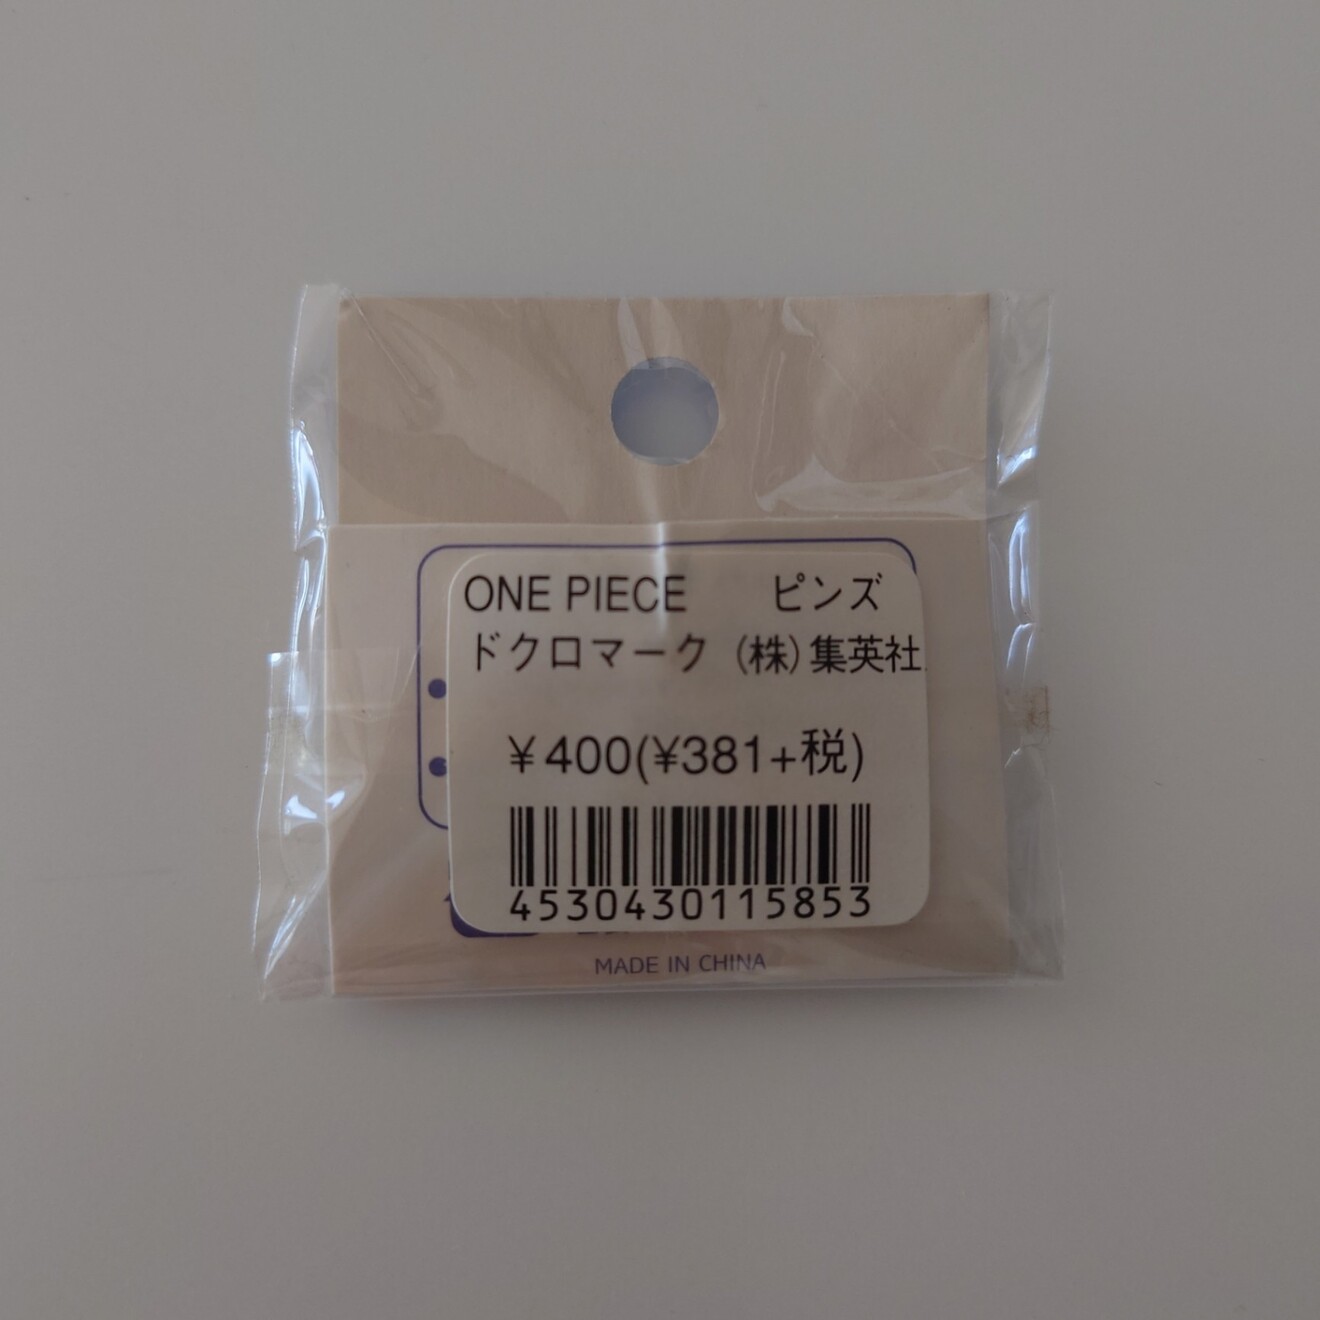 ONE PIECE ピンズ
ドクロマーク (株)集英社
¥400(¥381+税)
4530430115853
MADE IN CHINA